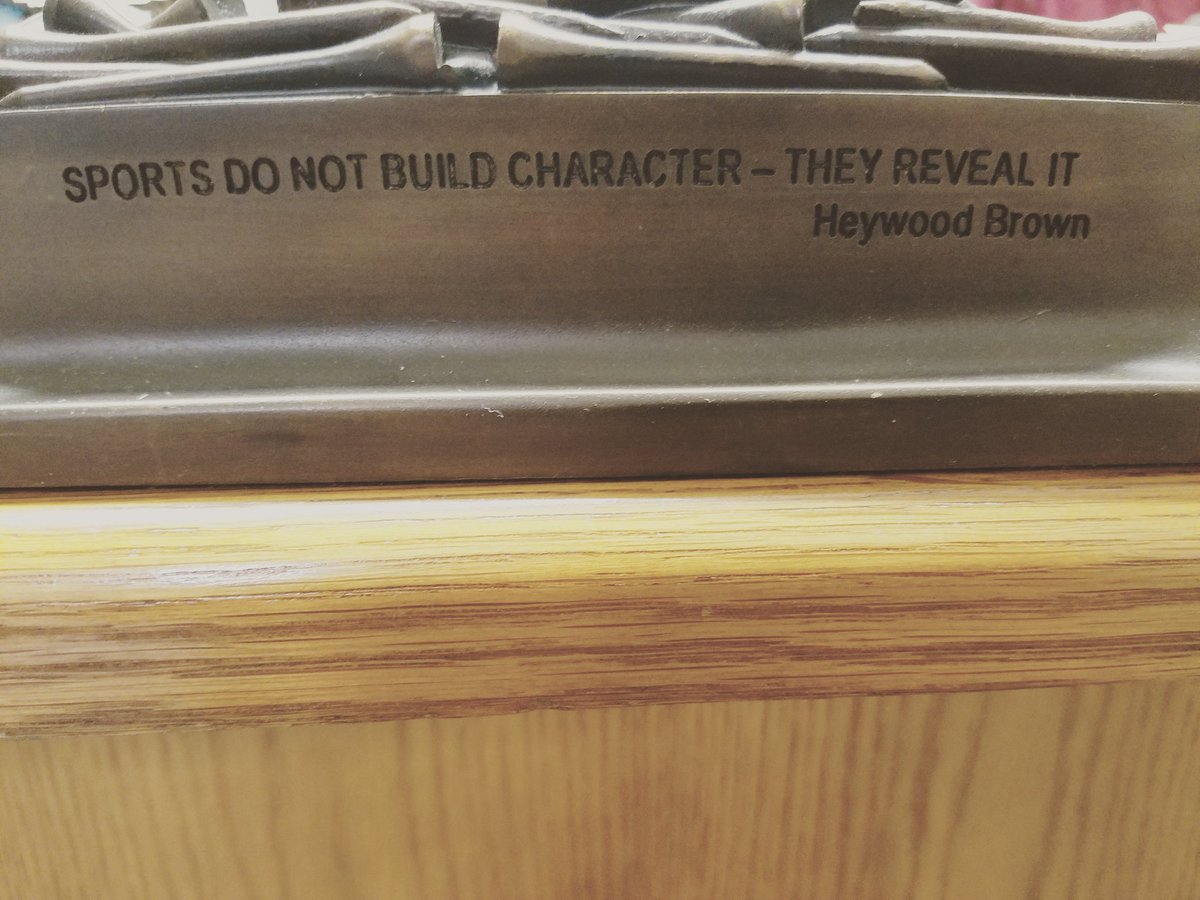 SPORTS DO NOT BUILD CHARACTER – THEY REVEAL IT
Heywood Brown